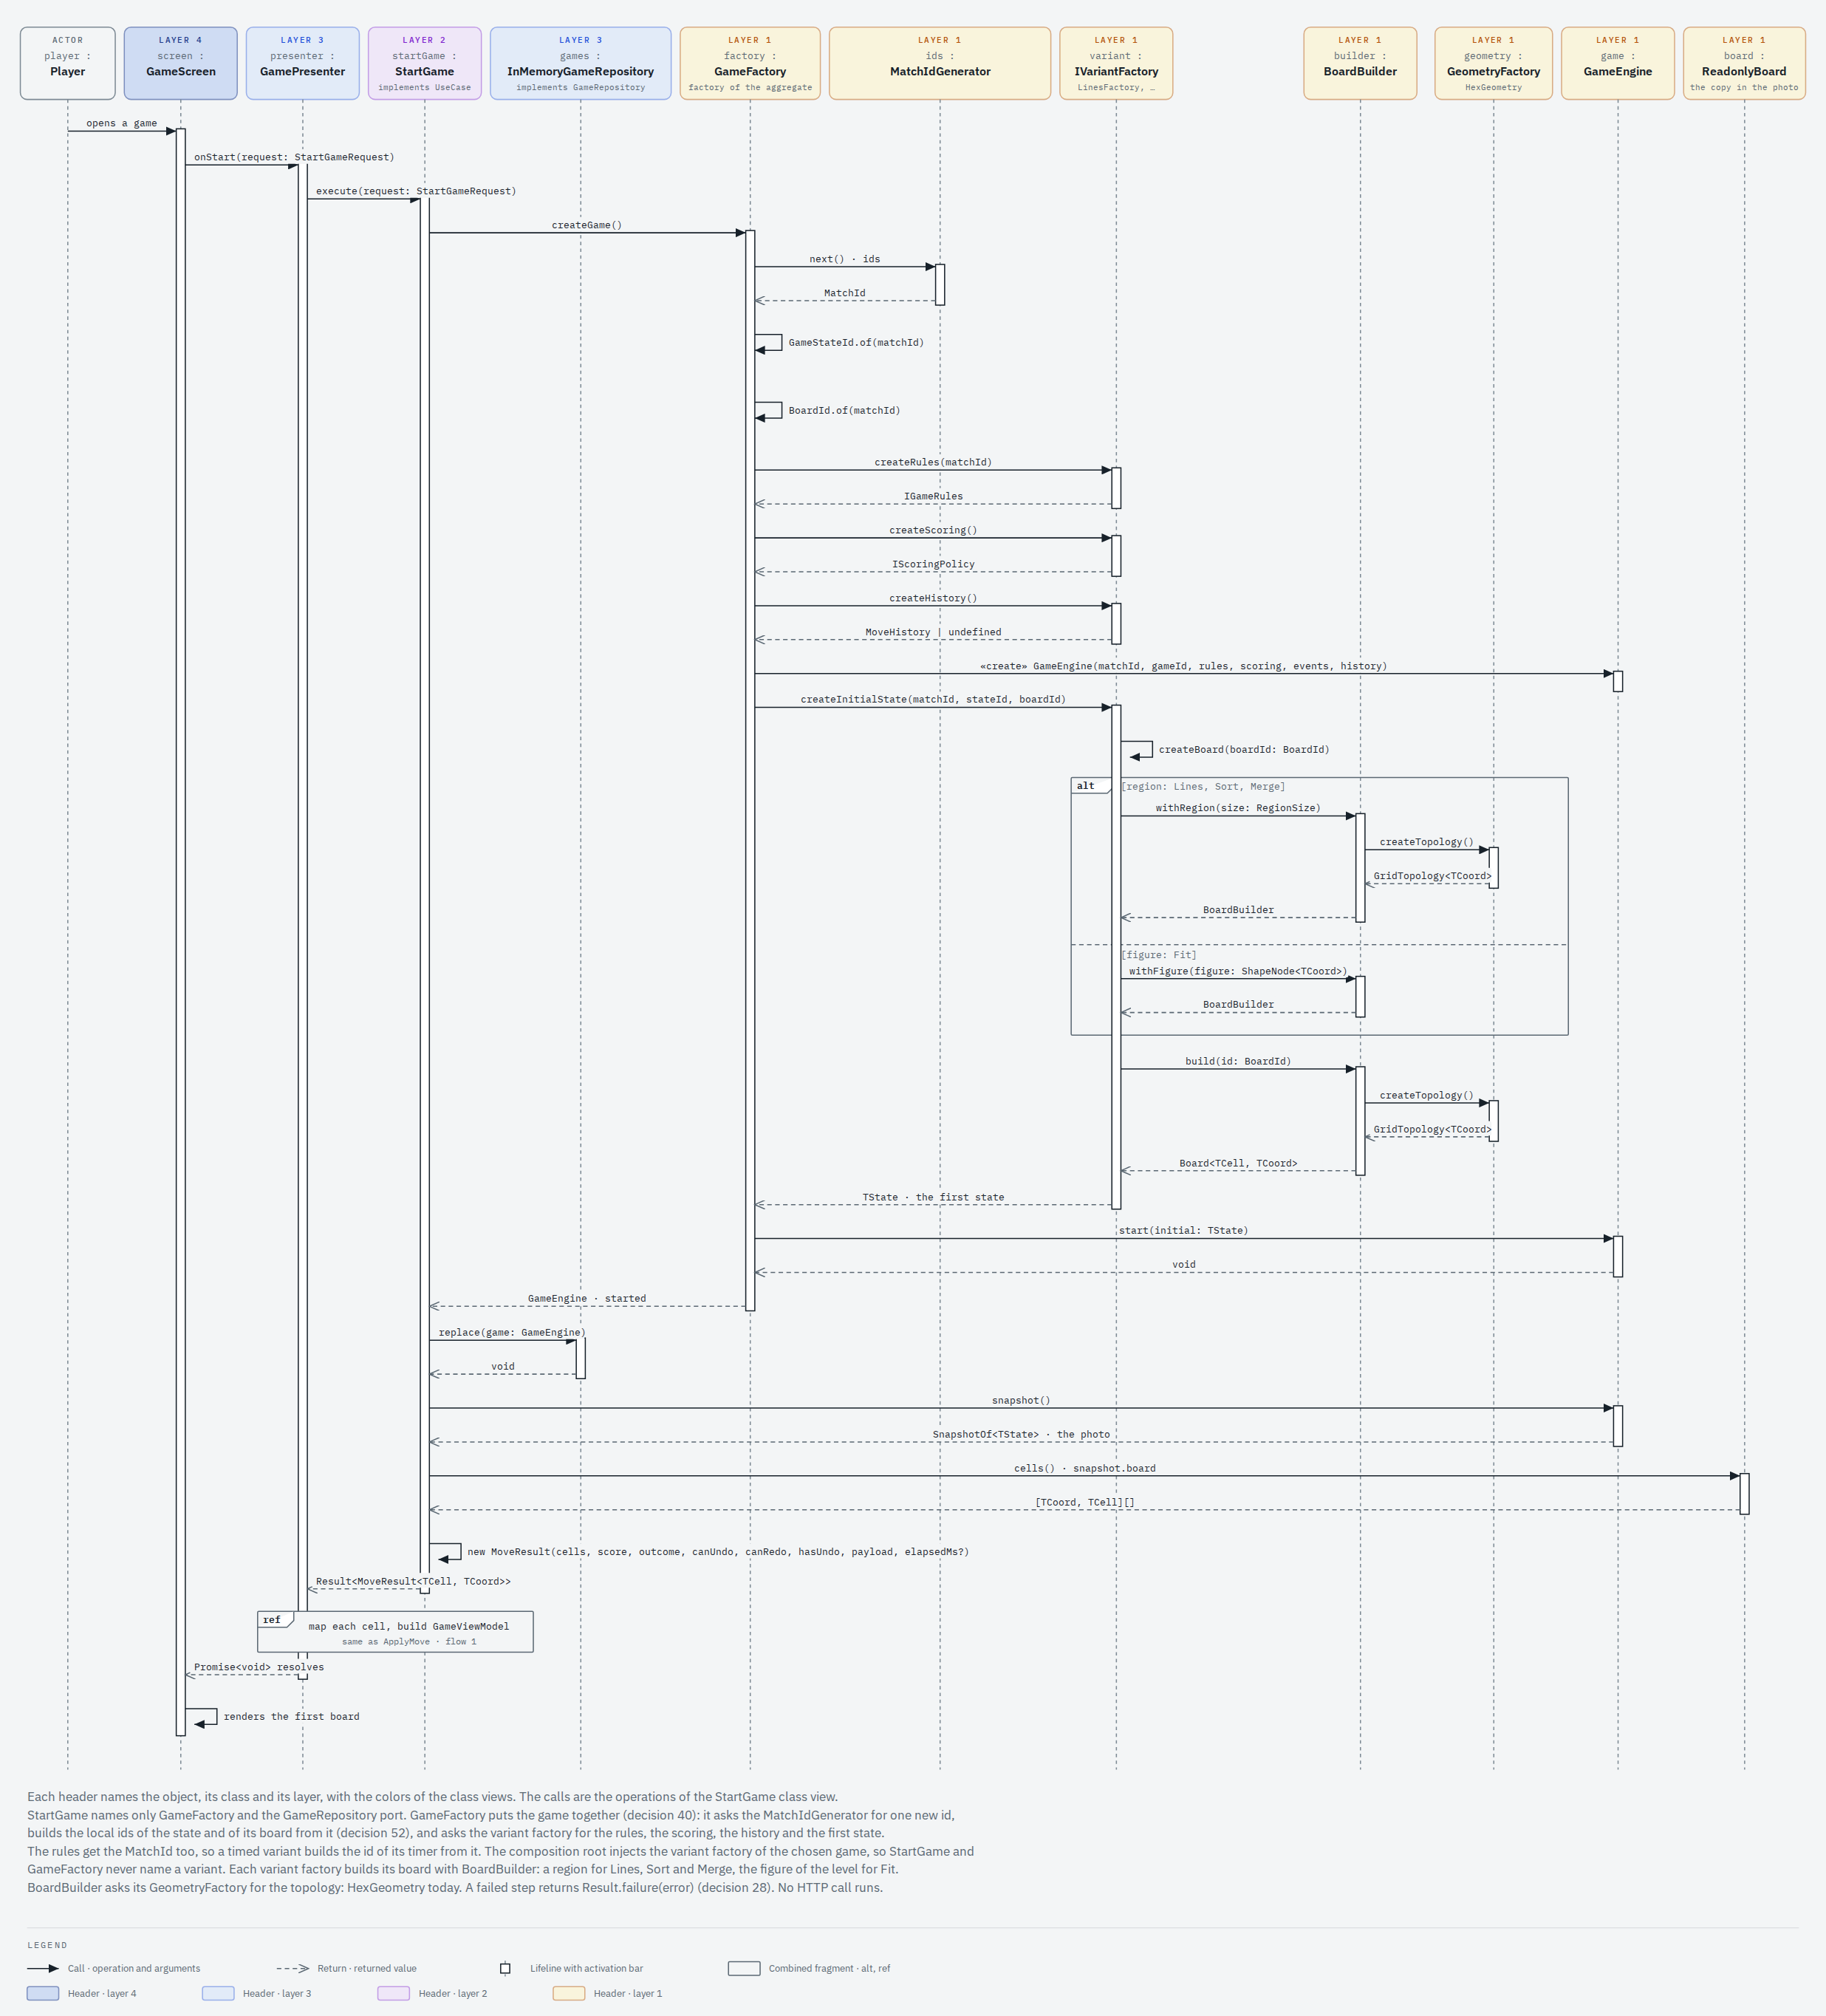 ACTOR
player :
Player
LAYER 4
screen :
GameScreen
LAYER 3
presenter :
GamePresenter
LAYER 2
startGame :
StartGame
implements UseCase
LAYER 3
games :
InMemoryGameRepository
implements GameRepository
LAYER 1
factory :
GameFactory
factory of the aggregate
LAYER 1
ids :
MatchIdGenerator
LAYER 1
variant :
IVariantFactory
LinesFactory, …
LAYER 1
builder :
BoardBuilder
LAYER 1
geometry :
GeometryFactory
HexGeometry
LAYER 1
game :
GameEngine
LAYER 1
board :
ReadonlyBoard
the copy in the photo
opens a game
onStart(request: StartGameRequest)
execute(request: StartGameRequest)
createGame()
next() · ids
MatchId
GameStateId.of(matchId)
BoardId.of(matchId)
createRules(matchId)
IGameRules
createScoring()
IScoringPolicy
createHistory()
MoveHistory | undefined
«create» GameEngine(matchId, gameId, rules, scoring, events, history)
createInitialState(matchId, stateId, boardId)
createBoard(boardId: BoardId)
alt
[region: Lines, Sort, Merge]
withRegion(size: RegionSize)
createTopology()
GridTopology<TCoord>
BoardBuilder
[figure: Fit]
withFigure(figure: ShapeNode<TCoord>)
BoardBuilder
build(id: BoardId)
createTopology()
GridTopology<TCoord>
Board<TCell, TCoord>
TState · the first state
start(initial: TState)
void
GameEngine · started
replace(game: GameEngine)
void
snapshot()
SnapshotOf<TState> · the photo
cells() · snapshot.board
[TCoord, TCell][]
new MoveResult(cells, score, outcome, canUndo, canRedo, hasUndo, payload, elapsedMs?)
Result<MoveResult<TCell, TCoord>>
ref
map each cell, build GameViewModel
same as ApplyMove · flow 1
Promise<void> resolves
renders the first board
Each header names the object, its class and its layer, with the colors of the class views. The calls are the operations of the StartGame class view.
StartGame names only GameFactory and the GameRepository port. GameFactory puts the game together (decision 40): it asks the MatchIdGenerator for one new id,
builds the local ids of the state and of its board from it (decision 52), and asks the variant factory for the rules, the scoring, the history and the first state.
The rules get the MatchId too, so a timed variant builds the id of its timer from it. The composition root injects the variant factory of the chosen game, so StartGame and
GameFactory never name a variant. Each variant factory builds its board with BoardBuilder: a region for Lines, Sort and Merge, the figure of the level for Fit.
BoardBuilder asks its GeometryFactory for the topology: HexGeometry today. A failed step returns Result.failure(error) (decision 28). No HTTP call runs.
LEGEND
Call · operation and arguments
Return · returned value
Lifeline with activation bar
Combined fragment · alt, ref
Header · layer 4
Header · layer 3
Header · layer 2
Header · layer 1